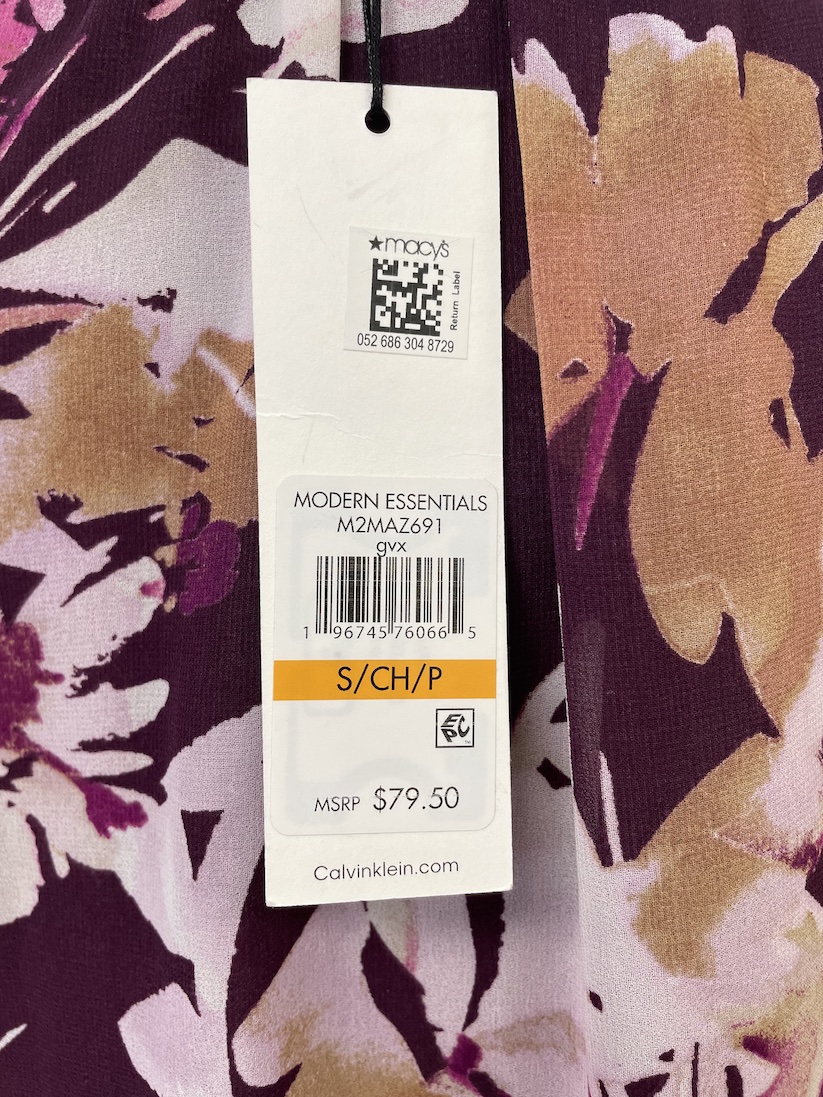 ★macy's
Return Label
052 686 304 8729
MODERN ESSENTIALS
M2MAZ691
gvx
1 96745 76066 5
S/CH/P
EPC
MSRP $79.50
Calvinklein.com